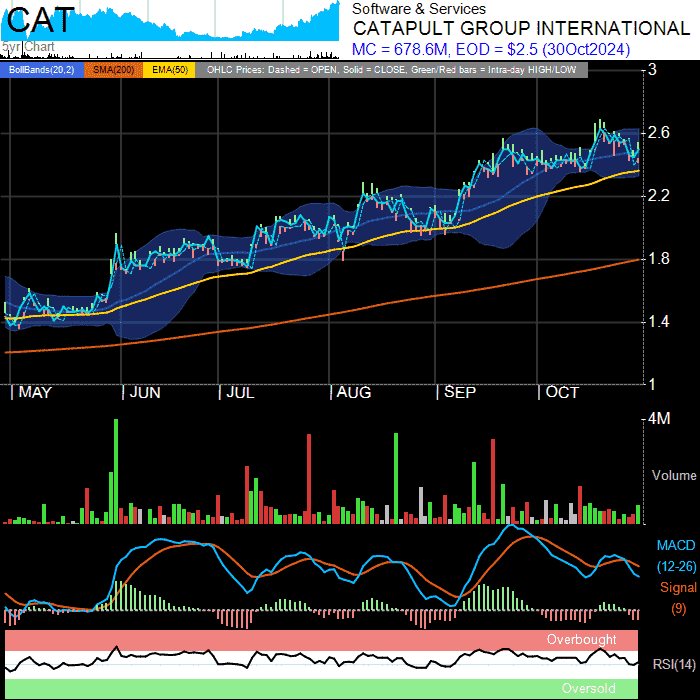 CAT
5yr Chart
Software & Services
CATAPULT GROUP INTERNATIONAL
MC = 678.6M, EOD = $2.5 (30Oct2024)
BollBands(20,2) SMA(200) EMA(50) OHLC Prices: Dashed = OPEN, Solid = CLOSE, Green/Red bars = Intra-day HIGH/LOW
3
2.6
2.2
1.8
1.4
1
MAY JUN JUL AUG SEP OCT
4M
Volume
MACD
(12-26)
Signal
(9)
Overbought
RSI(14)
Oversold